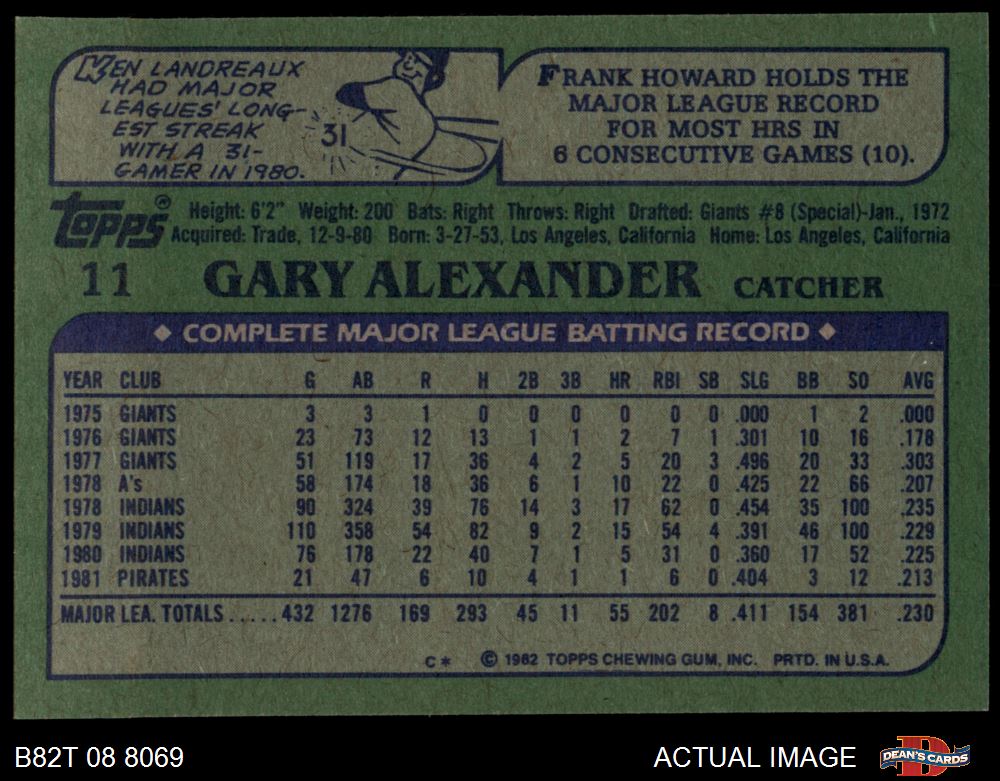 KEN LANDREAUX
HAD MAJOR
LEAGUES' LONG-
EST STREAK
WITH A 31-
GAMER IN 1980.
31
FRANK HOWARD HOLDS THE
MAJOR LEAGUE RECORD
FOR MOST HRS IN
6 CONSECUTIVE GAMES (10).
TOPPS®
Height: 6'2" Weight: 200 Bats: Right Throws: Right Drafted: Giants #8 (Special)-Jan., 1972
Acquired: Trade, 12-9-80 Born: 3-27-53, Los Angeles, California Home: Los Angeles, California
11 GARY ALEXANDER CATCHER
◆ COMPLETE MAJOR LEAGUE BATTING RECORD ◆
YEAR CLUB G AB R H 2B 3B HR RBI SB SLG BB SO AVG
1975 GIANTS 3 3 1 0 0 0 0 0 0 .000 1 2 .000
1976 GIANTS 23 73 12 13 1 1 2 7 1 .301 10 16 .178
1977 GIANTS 51 119 17 36 4 2 5 20 3 .496 20 33 .303
1978 A's 58 174 18 36 6 1 10 22 0 .425 22 66 .207
1978 INDIANS 90 324 39 76 14 3 17 62 0 .454 35 100 .235
1979 INDIANS 110 358 54 82 9 2 15 54 4 .391 46 100 .229
1980 INDIANS 76 178 22 40 7 1 5 31 0 .360 17 52 .225
1981 PIRATES 21 47 6 10 4 1 1 6 0 .404 3 12 .213
MAJOR LEA. TOTALS.....432 1276 169 293 45 11 55 202 8 .411 154 381 .230
C* © 1982 TOPPS CHEWING GUM, INC. PRTD. IN U.S.A.
B82T 08 8069 ACTUAL IMAGE DEAN'S CARDS